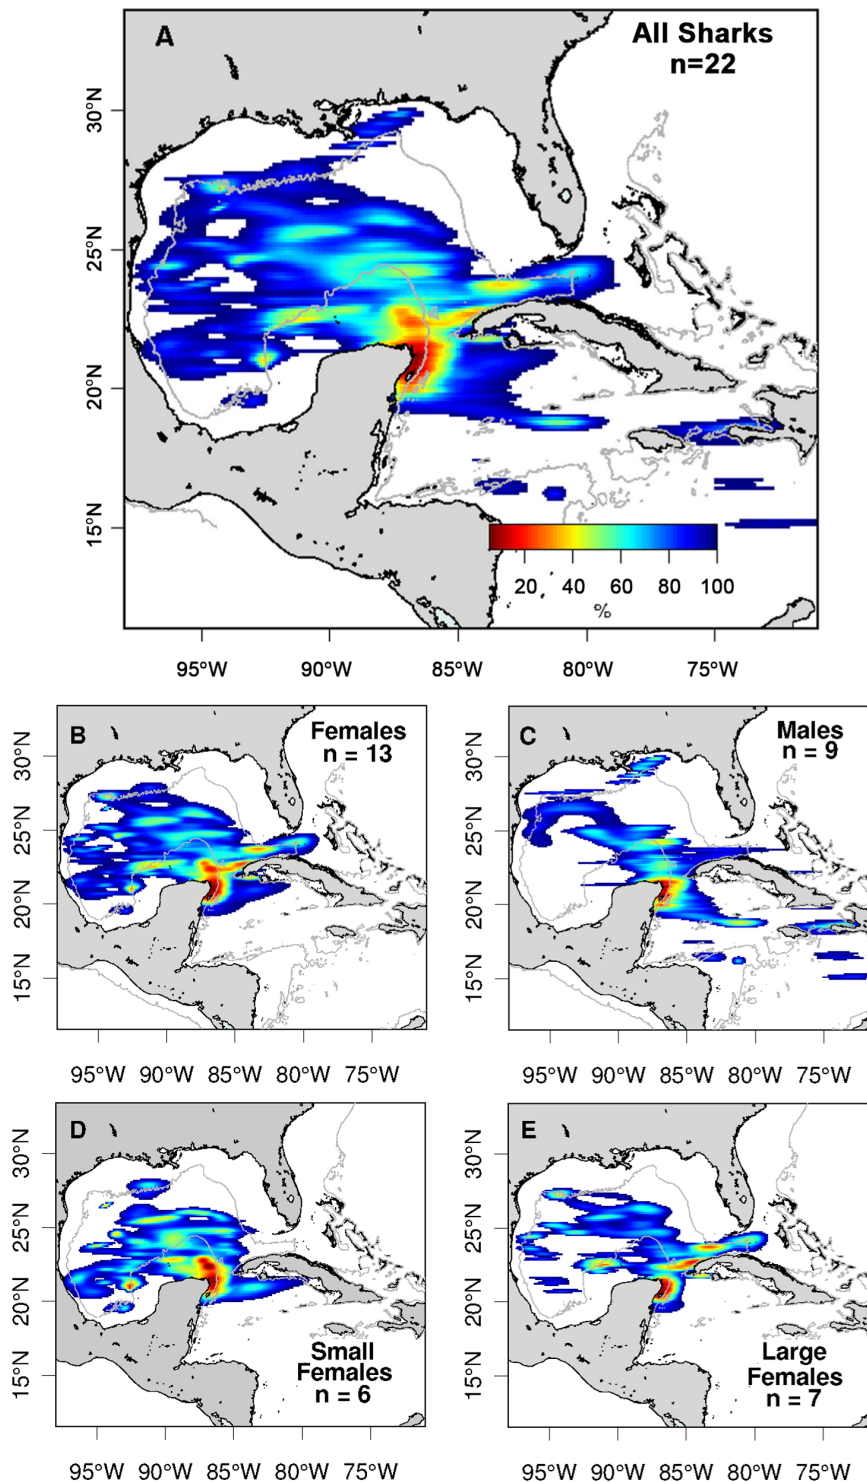 A
All Sharks
n=22
30°N
25°N
20°N
15°N
20 40 60 80 100
%
95°W 90°W 85°W 80°W 75°W
B
Females
n = 13
30°N
25°N
20°N
15°N
95°W 90°W 85°W 80°W 75°W
C
Males
n = 9
30°N
25°N
20°N
15°N
95°W 90°W 85°W 80°W 75°W
D
30°N
25°N
20°N
15°N
Small
Females
n = 6
95°W 90°W 85°W 80°W 75°W
E
30°N
25°N
20°N
15°N
Large
Females
n = 7
95°W 90°W 85°W 80°W 75°W